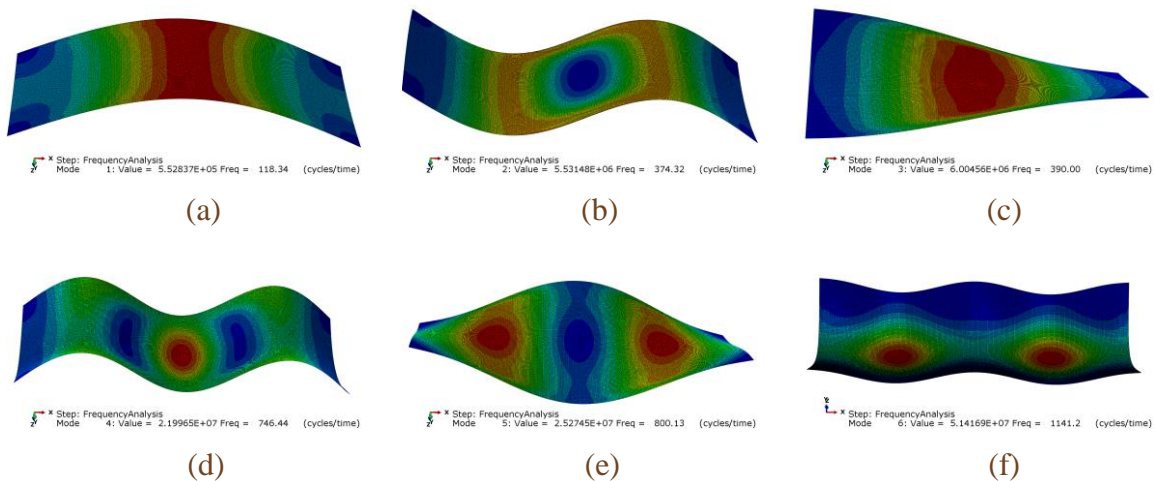 X Step: FrequencyAnalysis
Z Y Mode 1: Value = 5.52837E+05 Freq = 118.34 (cycles/time)
(a)
X Step: FrequencyAnalysis
Z Y Mode 2: Value = 5.53148E+06 Freq = 374.32 (cycles/time)
(b)
X Step: FrequencyAnalysis
Z Y Mode 3: Value = 6.00456E+06 Freq = 390.00 (cycles/time)
(c)
X Step: FrequencyAnalysis
Z Y Mode 4: Value = 2.19965E+07 Freq = 746.44 (cycles/time)
(d)
X Step: FrequencyAnalysis
Z Y Mode 5: Value = 2.52745E+07 Freq = 800.13 (cycles/time)
(e)
Y Z Step: FrequencyAnalysis
X Mode 6: Value = 5.14169E+07 Freq = 1141.2 (cycles/time)
(f)